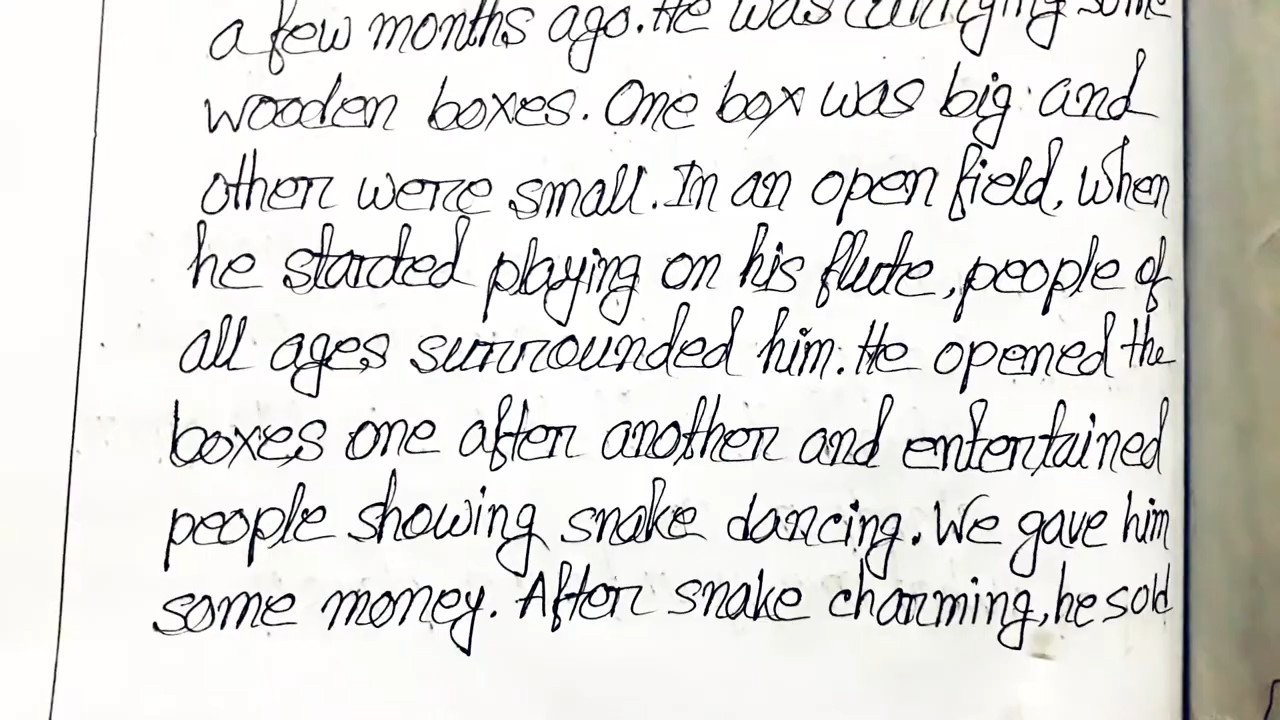 a few months ago. He was carrying some
wooden boxes. One box was big and
other were small. In an open field, when
he started playing on his flute, people of
all ages surrounded him. He opened the
boxes one after another and entertained
people showing snake dancing. We gave him
some money. After snake charming, he sold